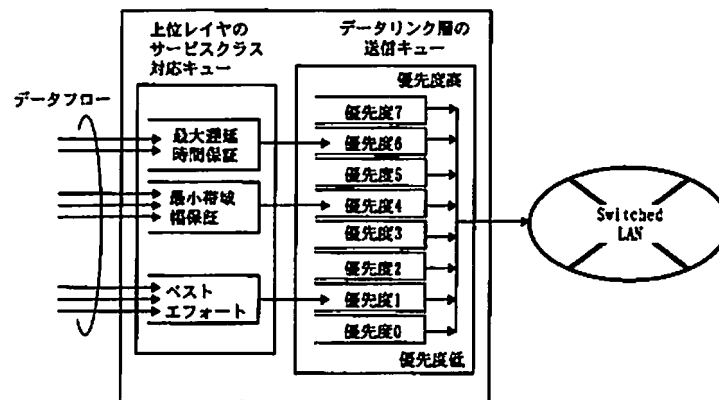 上位レイヤの
サービスクラス
対応キュー
データリンク層の
送信キュー
データフロー
最大遅延
時間保証
最小帯域
幅保証
ベスト
エフォート
優先度高
優先度7
優先度6
優先度5
優先度4
優先度3
優先度2
優先度1
優先度0
優先度低
Switched
LAN